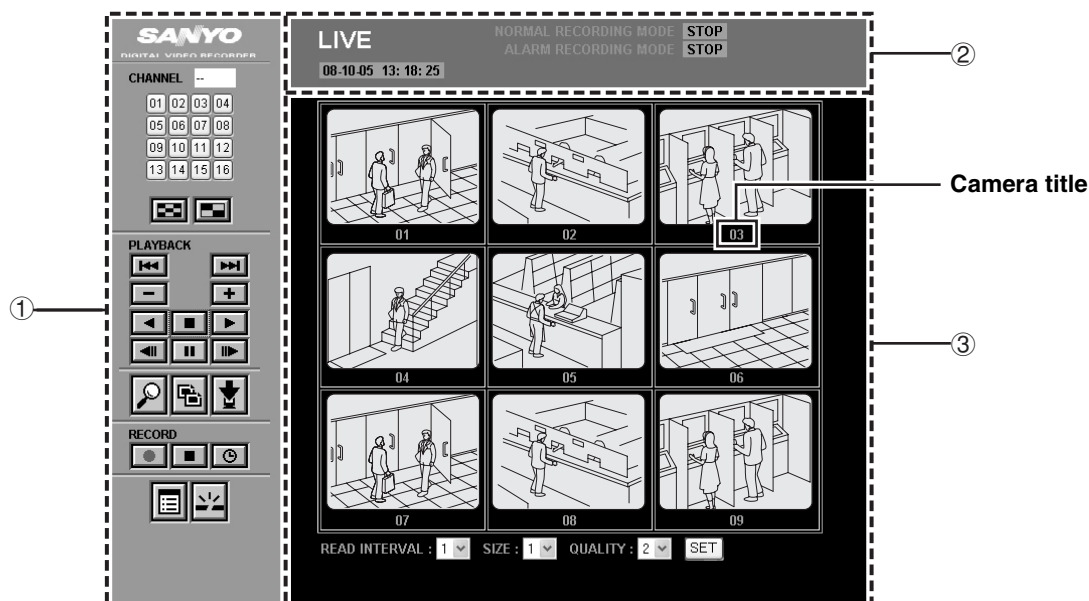 SANYO
DIGITAL VIDEO RECORDER
CHANNEL --
01 02 03 04
05 06 07 08
09 10 11 12
13 14 15 16
PLAYBACK
RECORD
①
LIVE
NORMAL RECORDING MODE STOP
ALARM RECORDING MODE STOP
08-10-05 13: 18: 25
②
01 02 03
Camera title
04 05 06
③
07 08 09
READ INTERVAL : 1 SIZE : 1 QUALITY : 2 SET